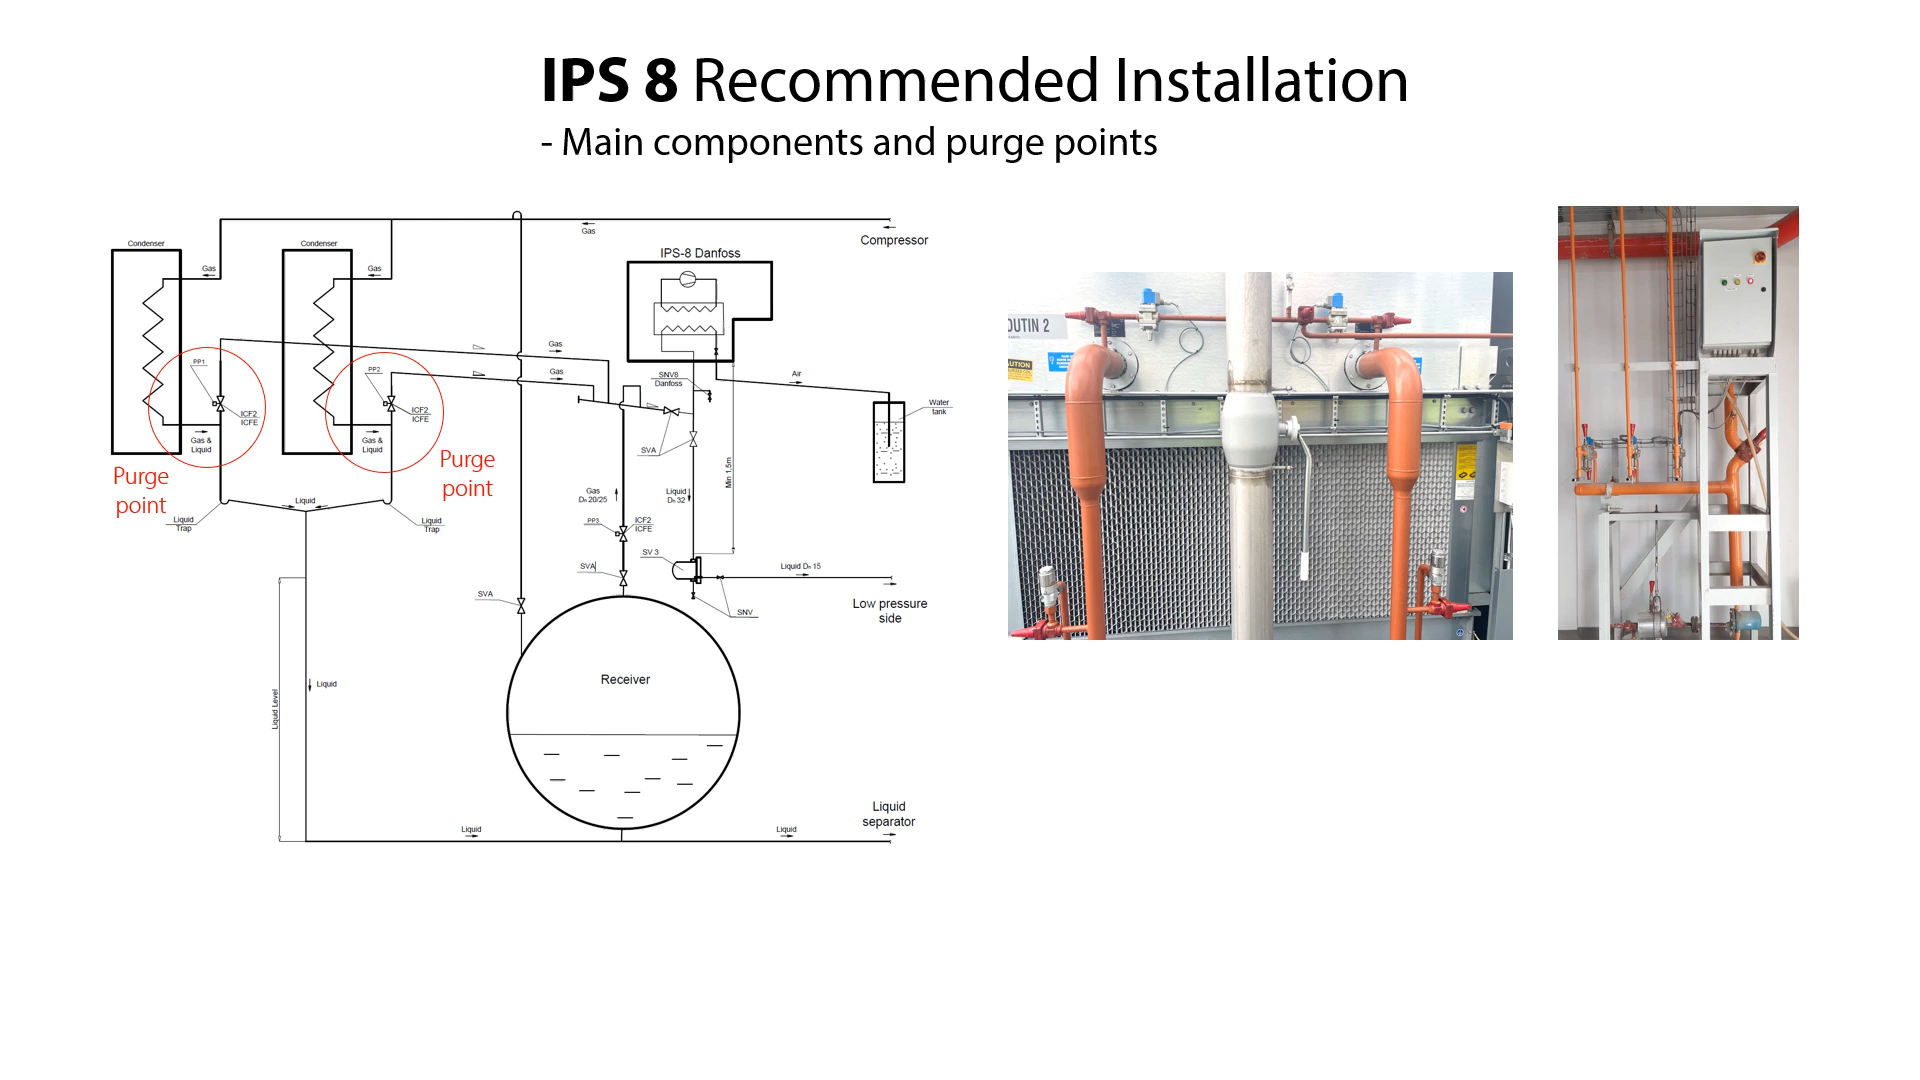 IPS 8 Recommended Installation
- Main components and purge points
Condenser
Condenser
Gas
Gas
Gas
Compressor
IPS-8 Danfoss
PP1
ICF2
ICFE
Gas &
Liquid
Purge
point
PP2
ICF2
ICFE
Gas &
Liquid
Purge
point
Gas
Gas
SNV8
Danfoss
Air
Water
tank
SVA
Min 1.5m
Gas
Dn 20/25
Liquid
Dn 32
Liquid
Liquid
Trap
Liquid
Trap
PP3
ICF2
ICFE
SV 3
SVA
SVA
Liquid Dn 15
SNV
Low pressure
side
Receiver
Liquid
Liquid Level
Liquid
Liquid
Liquid
separator
OUTIN 2